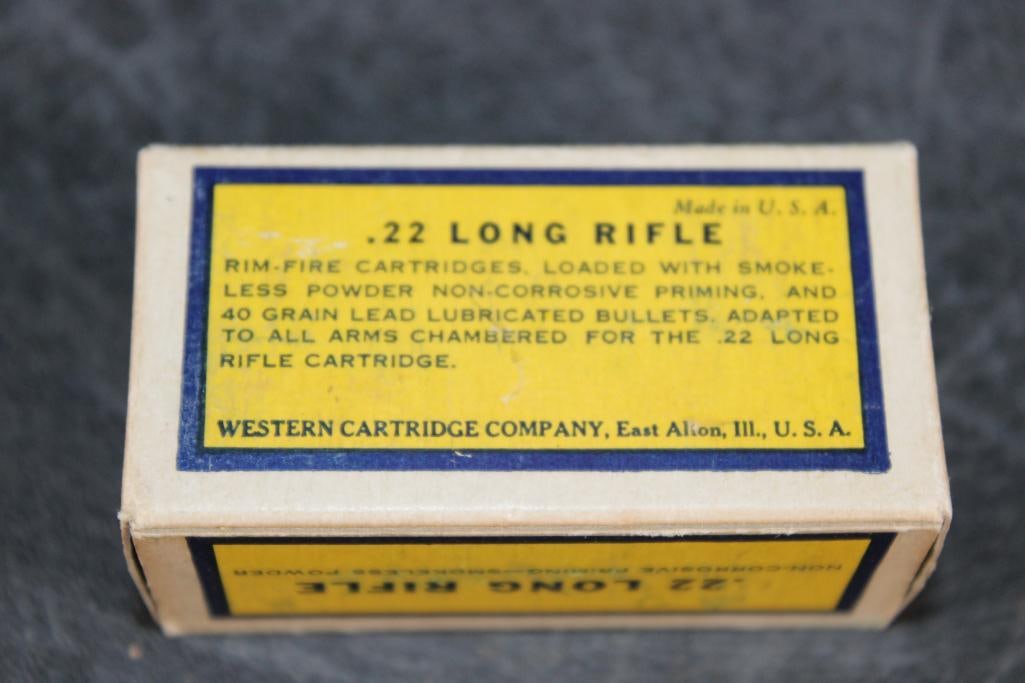 Made in U. S. A.
.22 LONG RIFLE
RIM-FIRE CARTRIDGES, LOADED WITH SMOKE-
LESS POWDER NON-CORROSIVE PRIMING, AND
40 GRAIN LEAD LUBRICATED BULLETS. ADAPTED
TO ALL ARMS CHAMBERED FOR THE .22 LONG
RIFLE CARTRIDGE.
WESTERN CARTRIDGE COMPANY, East Alton, Ill., U. S. A.
.22 LONG RIFLE
NON-CORROSIVE PRIMING-SMOKELESS POWDER